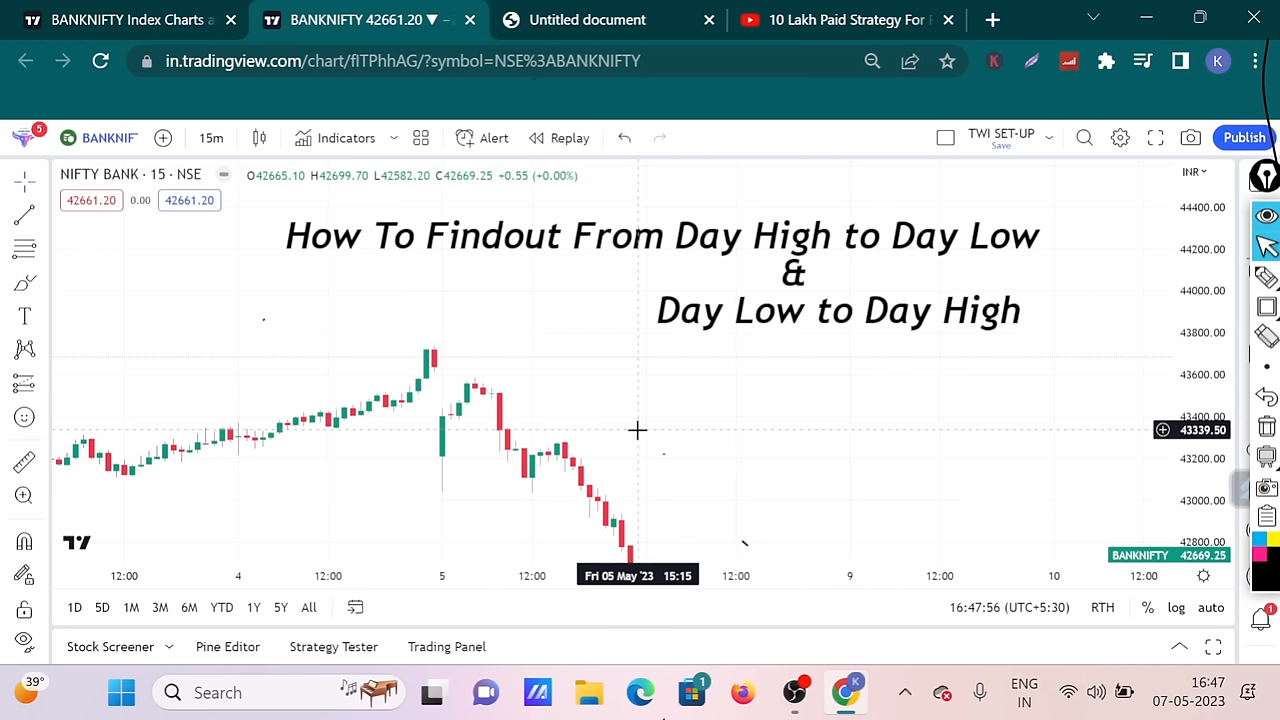 BANKNIFTY Index Charts a
BANKNIFTY 42661.20 ▼ −
Untitled document
10 Lakh Paid Strategy For F
in.tradingview.com/chart/flTPhhAG/?symbol=NSE%3ABANKNIFTY
K
K
5
BANKNIF
15m
Indicators
Alert
Replay
TWI SET-UP
Save
Publish
NIFTY BANK · 15 · NSE
O42665.10 H42699.70 L42582.20 C42669.25 +0.55 (+0.00%)
INR
42661.20
0.00
42661.20
How To Findout From Day High to Day Low
&
Day Low to Day High
44400.00
44200.00
44000.00
43800.00
43600.00
43400.00
43339.50
43200.00
43000.00
42800.00
BANKNIFTY 42669.25
12:00 4 12:00 5 12:00 Fri 05 May '23 15:15 12:00 9 12:00 10 12:00
1D 5D 1M 3M 6M YTD 1Y 5Y All
16:47:56 (UTC+5:30) RTH % log auto
1
Stock Screener
Pine Editor
Strategy Tester
Trading Panel
39°
Search
1
K
ENG
IN
16:47
07-05-2023